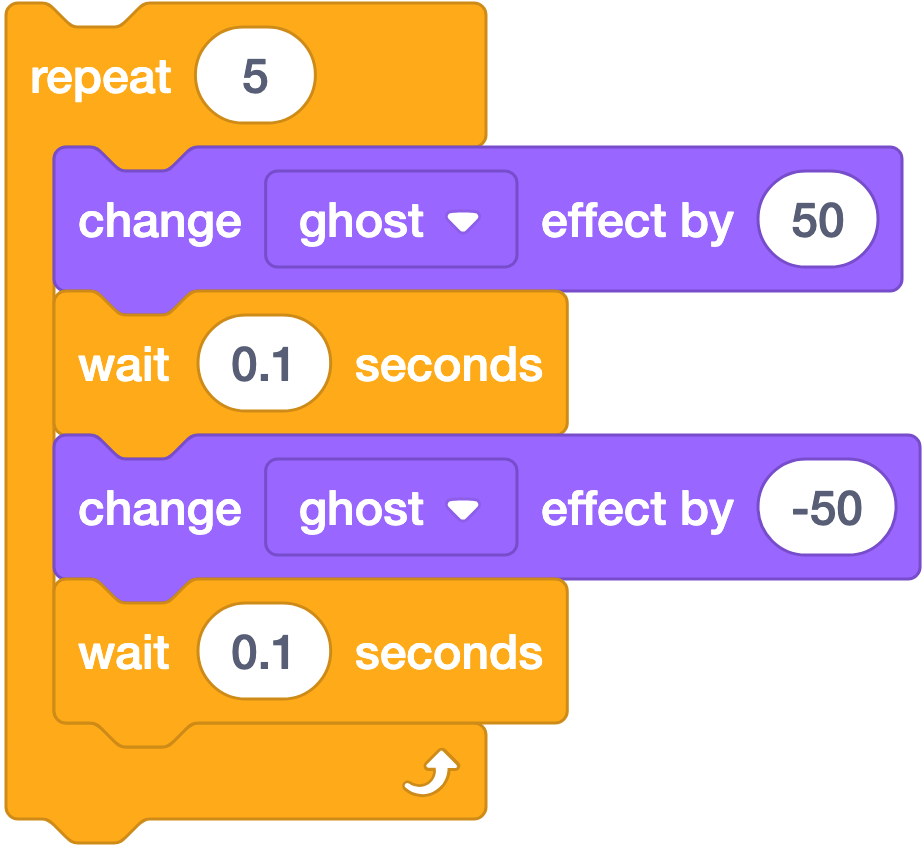 repeat 5
change ghost effect by 50
wait 0.1 seconds
change ghost effect by -50
wait 0.1 seconds